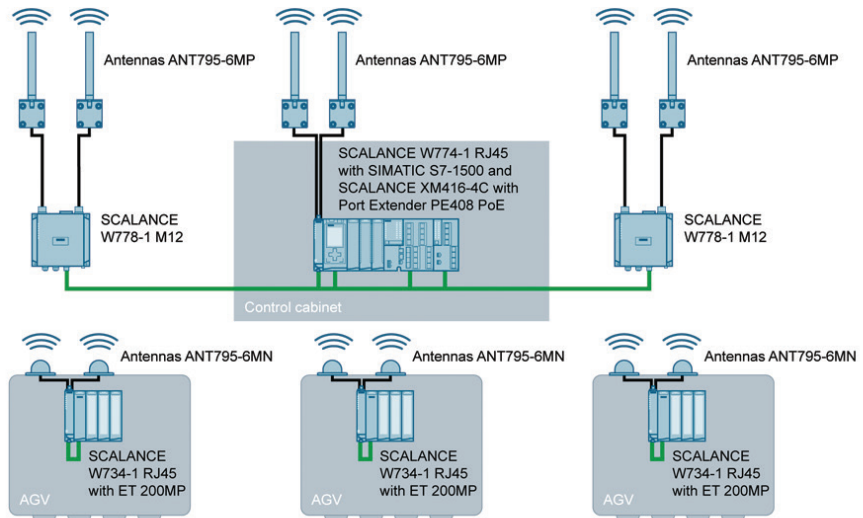 Antennas ANT795-6MP
Antennas ANT795-6MP
Antennas ANT795-6MP
SCALANCE W774-1 RJ45
with SIMATIC S7-1500 and
SCALANCE XM416-4C with
Port Extender PE408 PoE
SCALANCE
W778-1 M12
SCALANCE
W778-1 M12
Control cabinet
Antennas ANT795-6MN
Antennas ANT795-6MN
Antennas ANT795-6MN
SCALANCE
W734-1 RJ45
with ET 200MP
AGV
SCALANCE
W734-1 RJ45
with ET 200MP
AGV
SCALANCE
W734-1 RJ45
with ET 200MP
AGV